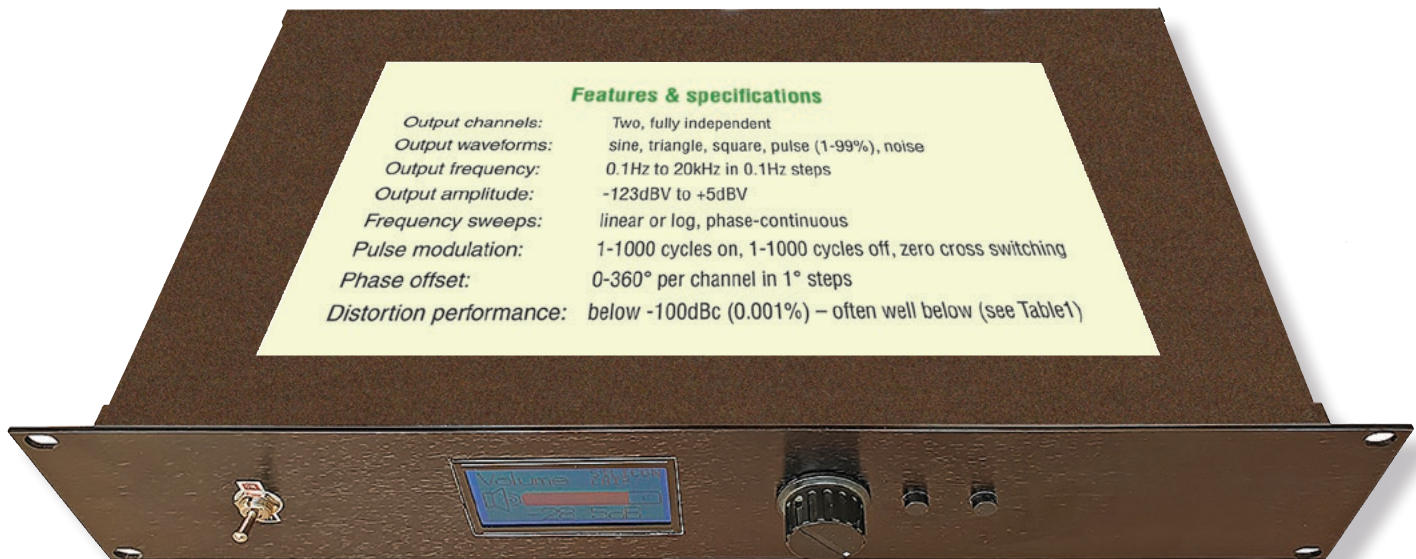 Features & specifications
Output channels: Two, fully independent
Output waveforms: sine, triangle, square, pulse (1-99%), noise
Output frequency: 0.1Hz to 20kHz in 0.1Hz steps
Output amplitude: -123dBV to +5dBV
Frequency sweeps: linear or log, phase-continuous
Pulse modulation: 1-1000 cycles on, 1-1000 cycles off, zero cross switching
Phase offset: 0-360° per channel in 1° steps
Distortion performance: below -100dBc (0.001%) – often well below (see Table1)
Volume